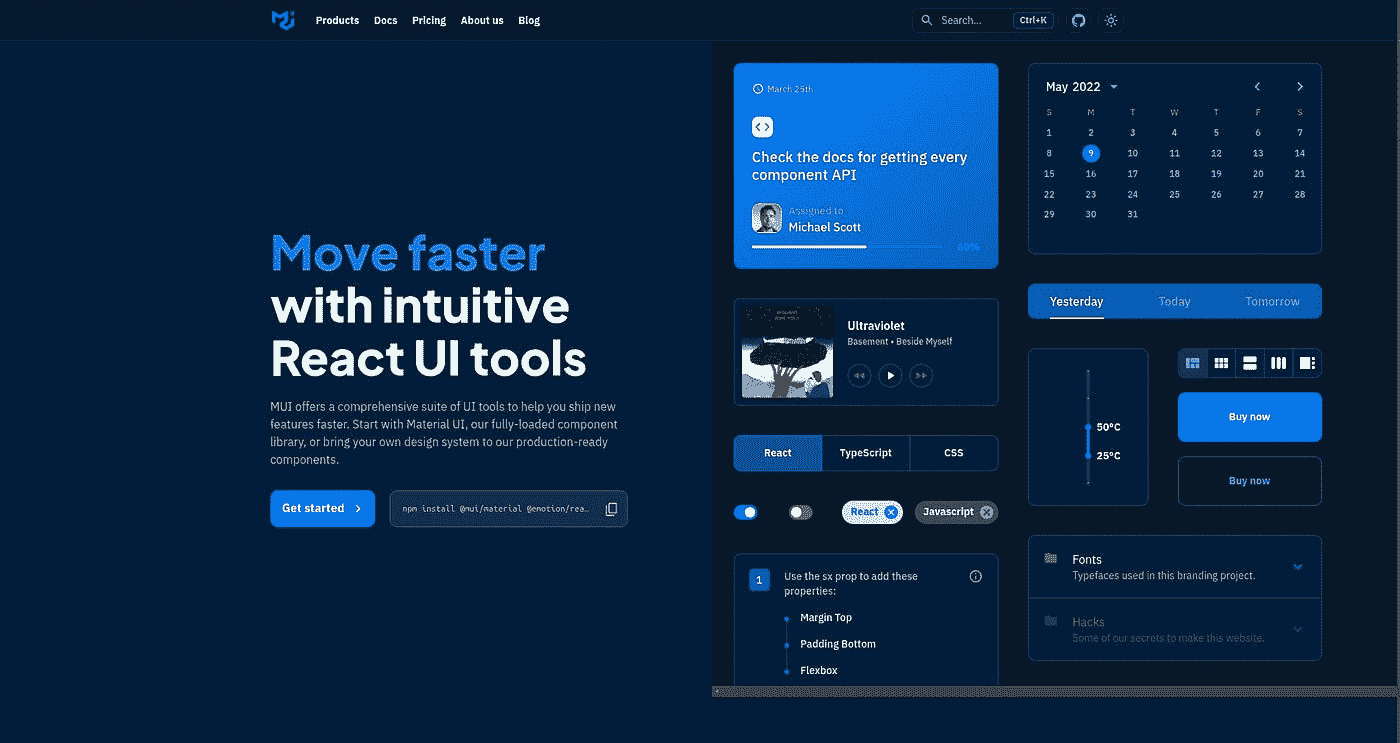 Products Docs Pricing About us Blog
Search... Ctrl+K
Move faster
with intuitive
React UI tools
MUI offers a comprehensive suite of UI tools to help you ship new
features faster. Start with Material UI, our fully-loaded component
library, or bring your own design system to our production-ready
components.
Get started
npm install @mui/material @emotion/rea...
March 25th
Check the docs for getting every
component API
Assigned to
Michael Scott
60%
Ultraviolet
Basement • Beside Myself
React TypeScript CSS
React Javascript
1
Use the sx prop to add these
properties:
Margin Top
Padding Bottom
Flexbox
May 2022
S M T W T F S
1 2 3 4 5 6 7
8 9 10 11 12 13 14
15 16 17 18 19 20 21
22 23 24 25 26 27 28
29 30 31
Yesterday Today Tomorrow
50°C
25°C
Buy now
Buy now
Fonts
Typefaces used in this branding project.
Hacks
Some of our secrets to make this website.